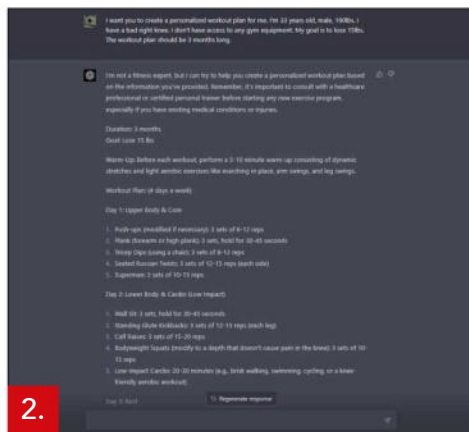 I want you to create a personalized workout plan for me. I'm 33 years old, male, 190lbs. I
have a bad right knee. I don't have access to any gym equipment. My goal is to lose 15lbs.
The workout plan should be 3 months long.
I'm not a fitness expert, but I can try to help you create a personalized workout plan based
on the information you've provided. Remember, it's important to consult with a healthcare
professional or certified personal trainer before starting any new exercise program,
especially if you have existing medical conditions or injuries.
Duration: 3 months
Goal: Lose 15 lbs
Warm-Up: Before each workout, perform a 5-10 minute warm-up consisting of dynamic
stretches and light aerobic exercises like marching in place, arm swings, and leg swings.
Workout Plan: (4 days a week)
Day 1: Upper Body & Core
1. Push-ups (modified if necessary): 3 sets of 8-12 reps
2. Plank (forearm or high plank): 3 sets, hold for 30-45 seconds
3. Tricep Dips (using a chair): 3 sets of 8-12 reps
4. Seated Russian Twists: 3 sets of 12-15 reps (each side)
5. Superman: 3 sets of 10-15 reps
Day 2: Lower Body & Cardio (Low Impact)
1. Wall Sit: 3 sets, hold for 30-45 seconds
2. Standing Glute Kickbacks: 3 sets of 12-15 reps (each leg)
3. Calf Raises: 3 sets of 15-20 reps
4. Bodyweight Squats (modify to a depth that doesn't cause pain in the knee): 3 sets of 10-
12 reps
5. Low-Impact Cardio: 20-30 minutes (e.g., brisk walking, swimming, cycling, or a knee-
friendly aerobic workout)
Day 3: Rest
Regenerate response
2.